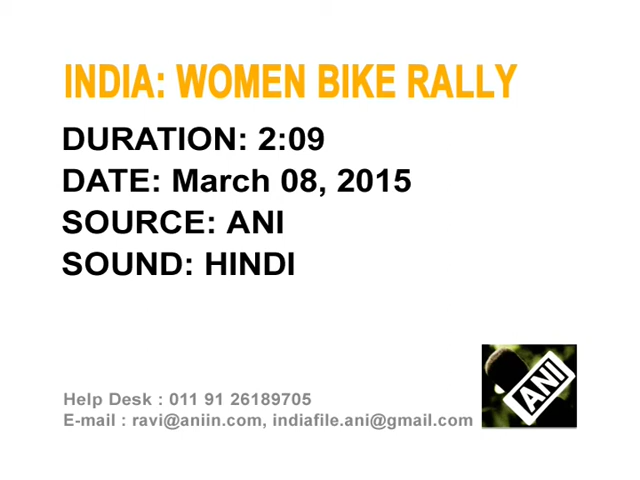 INDIA: WOMEN BIKE RALLY
DURATION: 2:09
DATE: March 08, 2015
SOURCE: ANI
SOUND: HINDI
Help Desk : 011 91 26189705
E-mail : ravi@aniin.com, indiafile.ani@gmail.com
ANI